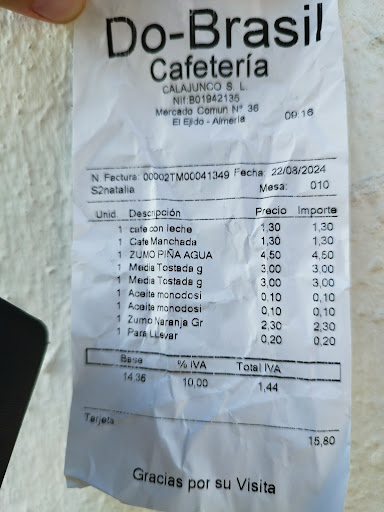 Do-Brasil
Cafetería
CALAJUNCO S. L.
Nif:B01942135
Mercado Comun Nº 36
El Ejido - Almeria
09:16
N. Factura: 00002TM00041349 Fecha: 22/08/2024
S2natalia Mesa: 010
Unid. Descripción Precio Importe
1 cafe con leche 1,30 1,30
1 Cafe Manchada 1,30 1,30
1 ZUMO PIÑA AGUA 4,50 4,50
1 Media Tostada g 3,00 3,00
1 Media Tostada g 3,00 3,00
1 Aceite monodosi 0,10 0,10
1 Aceite monodosi 0,10 0,10
1 Zumo Naranja Gr 2,30 2,30
1 Para Llevar 0,20 0,20
Base % IVA Total IVA
14,36 10,00 1,44
Tarjeta
15,80
Gracias por su Visita